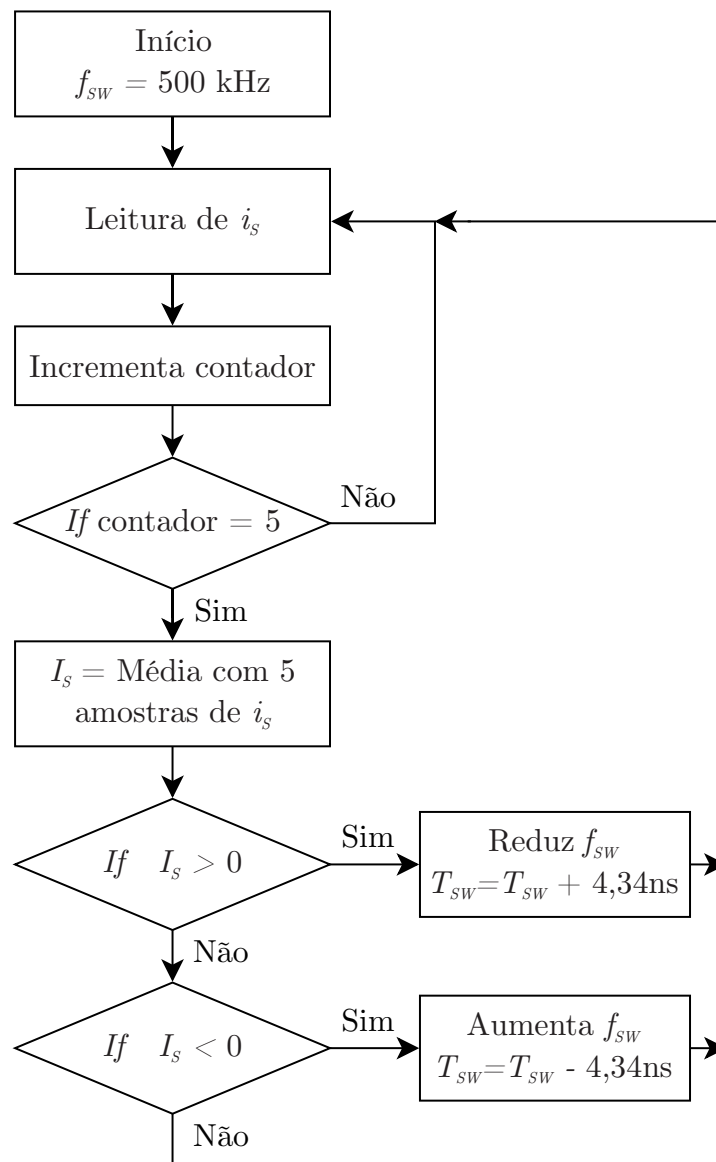 Início
f_SW = 500 kHz
Leitura de i_S
Incrementa contador
If contador = 5
Não
Sim
I_S = Média com 5
amostras de i_S
If I_S > 0
Sim
Reduz f_SW
T_SW=T_SW + 4,34ns
Não
If I_S < 0
Sim
Aumenta f_SW
T_SW=T_SW - 4,34ns
Não